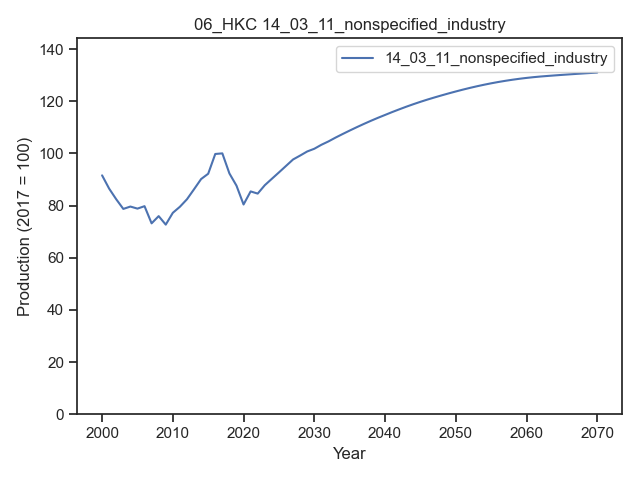 06_HKC 14_03_11_nonspecified_industry
14_03_11_nonspecified_industry
Production (2017 = 100)
140
120
100
80
60
40
20
0
2000 2010 2020 2030 2040 2050 2060 2070
Year